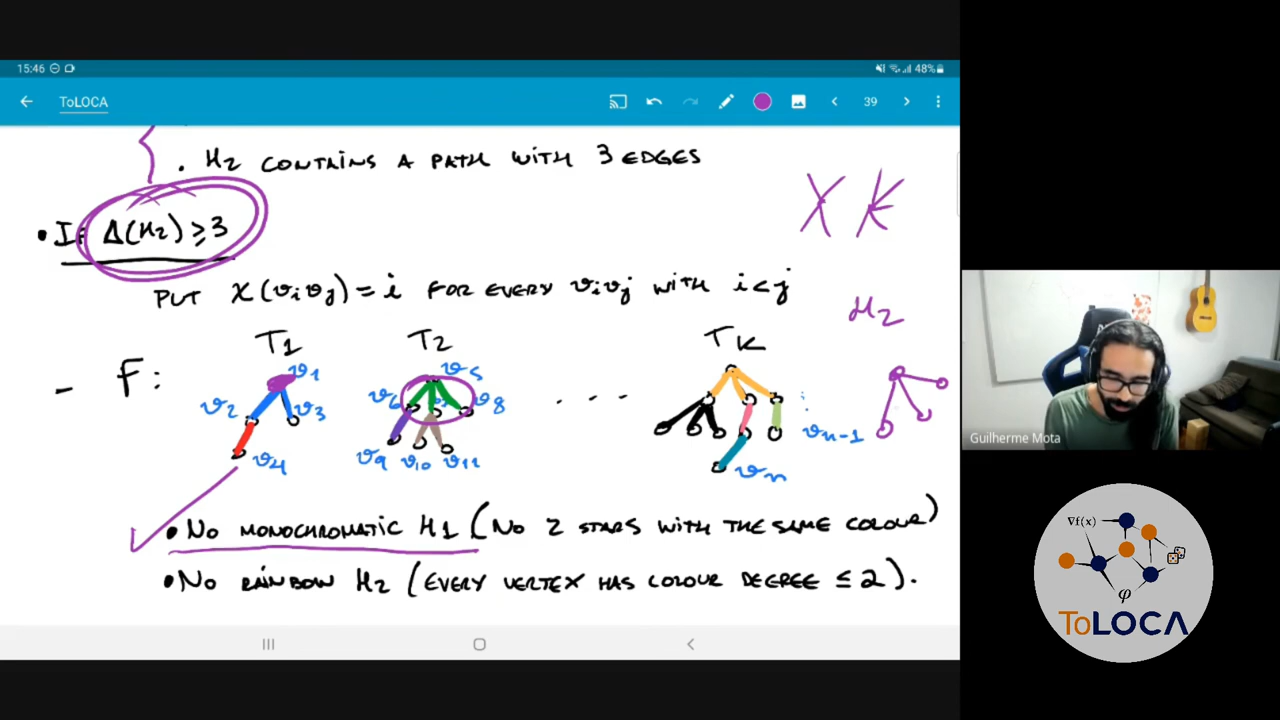 15:46 48%
ToLOCA 39
. H2 CONTAINS A PATH WITH 3 EDGES
X K
• If Δ(H2) ≥ 3
PUT X(vivj) = i FOR EVERY vivj WITH i < j
H2
T1 T2 TK
- F:
v1 v5
v2 v3 v6 v8 ... vn-1
v4 v9 v10 v11 vn
• NO MONOCHROMATIC H1 (NO 2 STARS WITH THE SAME COLOUR)
• NO RAINBOW H2 (EVERY VERTEX HAS COLOUR DEGREE ≤ 2).
Guilherme Mota
∇f(x)
φ
ToLOCA